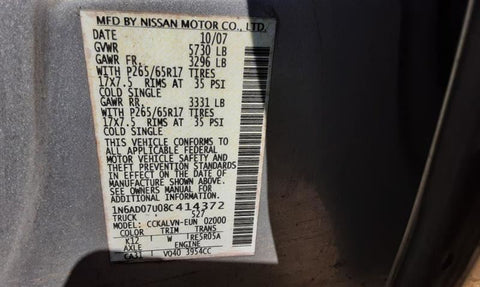 MFD BY NISSAN MOTOR CO., LTD.
DATE 10/07
GVWR 5730 LB
GAWR FR. 3296 LB
WITH P265/65R17 TIRES
17X7.5 RIMS AT 35 PSI
COLD SINGLE
GAWR RR. 3331 LB
WITH P265/65R17 TIRES
17X7.5 RIMS AT 35 PSI
COLD SINGLE
THIS VEHICLE CONFORMS TO
ALL APPLICABLE FEDERAL
MOTOR VEHICLE SAFETY AND
THEFT PREVENTION STANDARDS
IN EFFECT ON THE DATE OF
MANUFACTURE SHOWN ABOVE.
SEE OWNERS MANUAL FOR
ADDITIONAL INFORMATION
1N6AD07U08C414372
TRUCK 527
MODEL: CCKALVN-EUN 02000
COLOR TRIM TRANS
K12 W RE5R05A
AXLE ENGINE
CA31 VQ40 3954CC